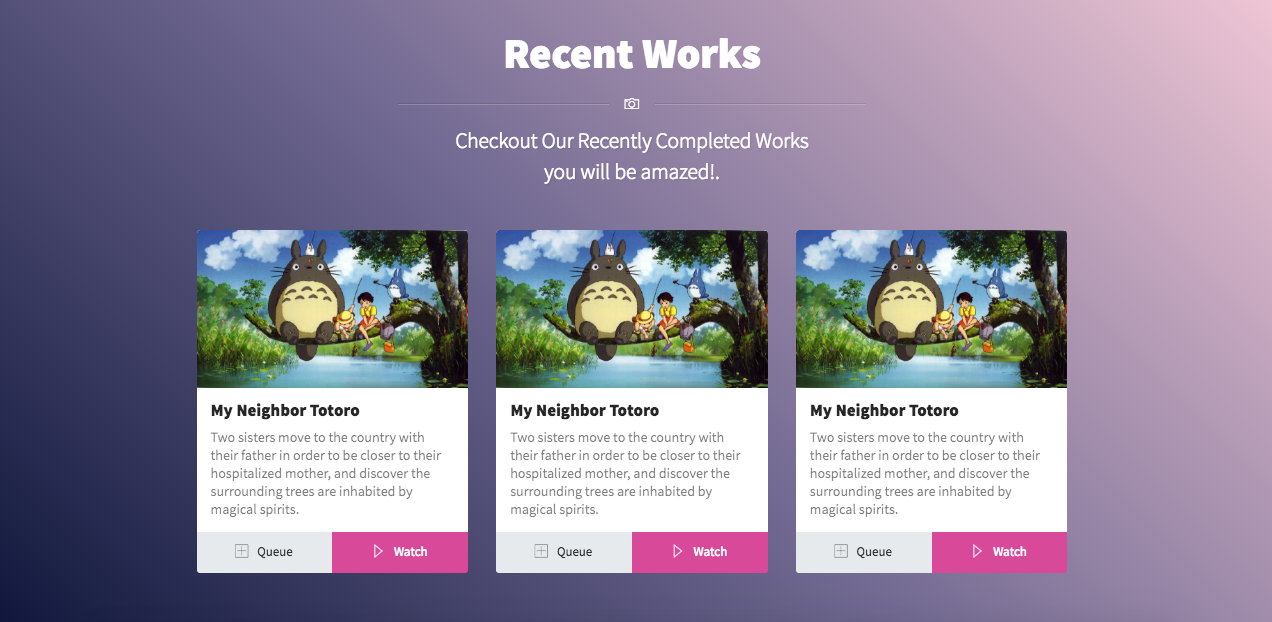 Recent Works
Checkout Our Recently Completed Works
you will be amazed!.
My Neighbor Totoro
Two sisters move to the country with
their father in order to be closer to their
hospitalized mother, and discover the
surrounding trees are inhabited by
magical spirits.
Queue
Watch
My Neighbor Totoro
Two sisters move to the country with
their father in order to be closer to their
hospitalized mother, and discover the
surrounding trees are inhabited by
magical spirits.
Queue
Watch
My Neighbor Totoro
Two sisters move to the country with
their father in order to be closer to their
hospitalized mother, and discover the
surrounding trees are inhabited by
magical spirits.
Queue
Watch